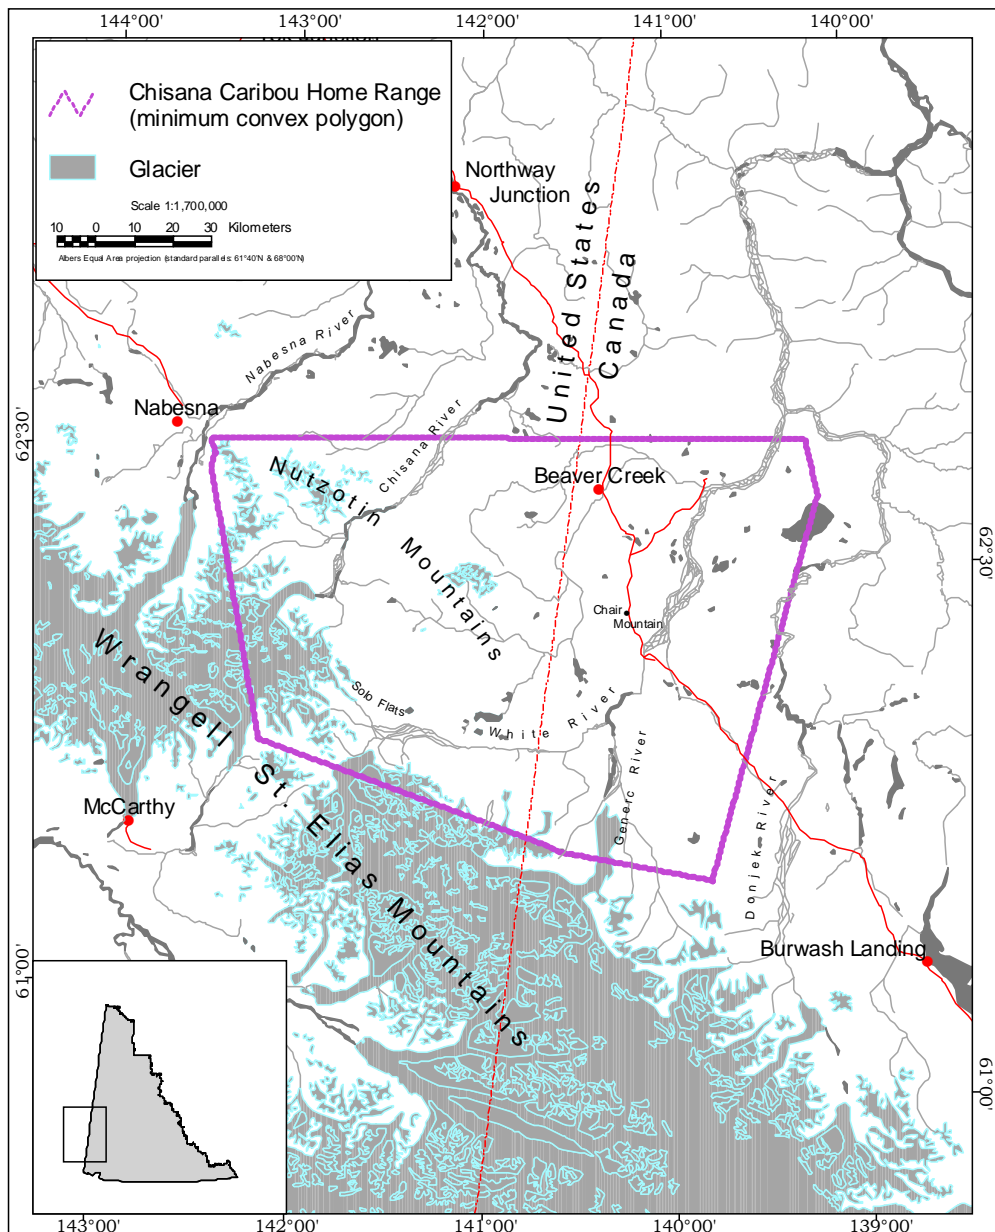 144°00' 143°00' 142°00' 141°00' 140°00'
Chisana Caribou Home Range
(minimum convex polygon)
Glacier
Scale 1:1,700,000
10 0 10 20 30 Kilometers
Albers Equal Area projection (standard parallels: 61°40'N & 68°00'N)
Northway
Junction
United States
Canada
Nabesna River
Nabesna
62°30'
Chisana River
Nutzotin
Mountains
Beaver Creek
62°30'
Chair
Mountain
Wrangell
Solo Flats
White River
St. Elias Mountains
McCarthy
Generc River
Donjek River
Burwash Landing
61°00'
61°00'
143°00' 142°00' 141°00' 140°00' 139°00'